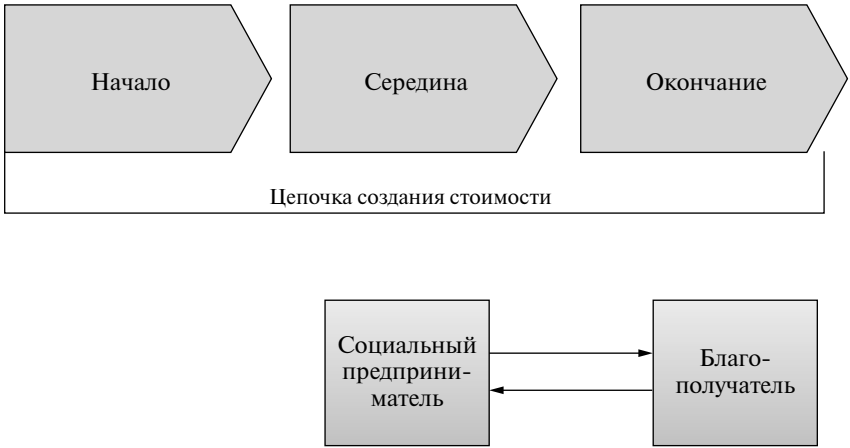 Начало
Середина
Окончание
Цепочка создания стоимости
Социальный
предприни-
матель
Благо-
получатель